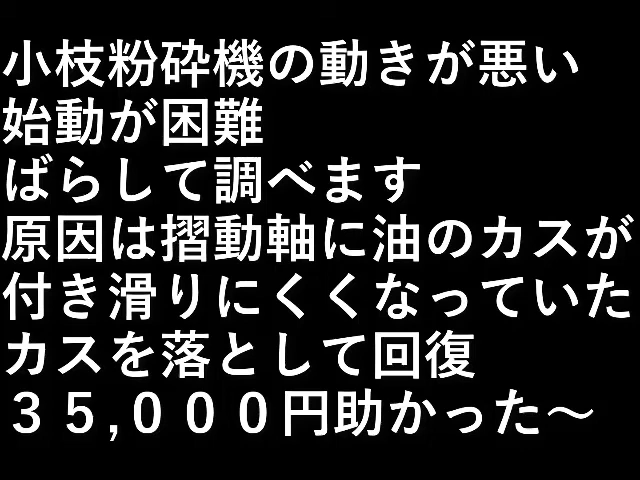 小枝粉砕機の動きが悪い
始動が困難
ばらして調べます
原因は摺動軸に油のカスが
付き滑りにくくなっていた
カスを落として回復
３５,０００円助かった～